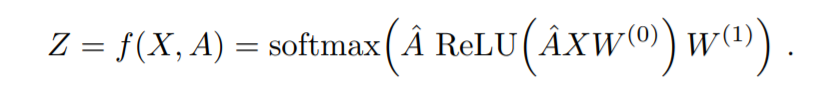 Z = f(X, A) = softmax(Â ReLU(ÂXW⁽⁰⁾) W⁽¹⁾) .